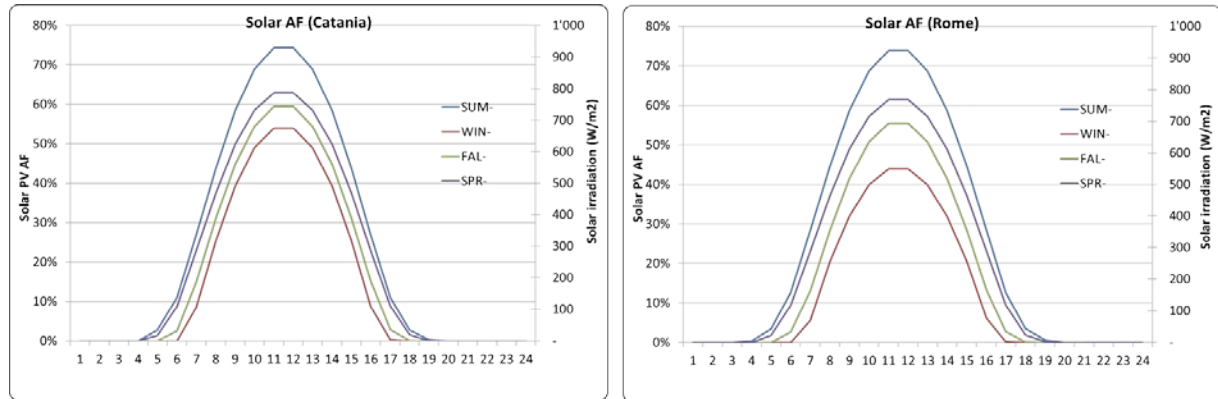 Solar AF (Catania)
80%
70%
60%
50%
40%
30%
20%
10%
0%
Solar PV AF
1'000
900
800
700
600
500
400
300
200
100
-
Solar irradiation (W/m2)
SUM-
WIN-
FAL-
SPR-
1 2 3 4 5 6 7 8 9 10 11 12 13 14 15 16 17 18 19 20 21 22 23 24
Solar AF (Rome)
80%
70%
60%
50%
40%
30%
20%
10%
0%
Solar PV AF
1'000
900
800
700
600
500
400
300
200
100
-
Solar irradiation (W/m2)
SUM-
WIN-
FAL-
SPR-
1 2 3 4 5 6 7 8 9 10 11 12 13 14 15 16 17 18 19 20 21 22 23 24